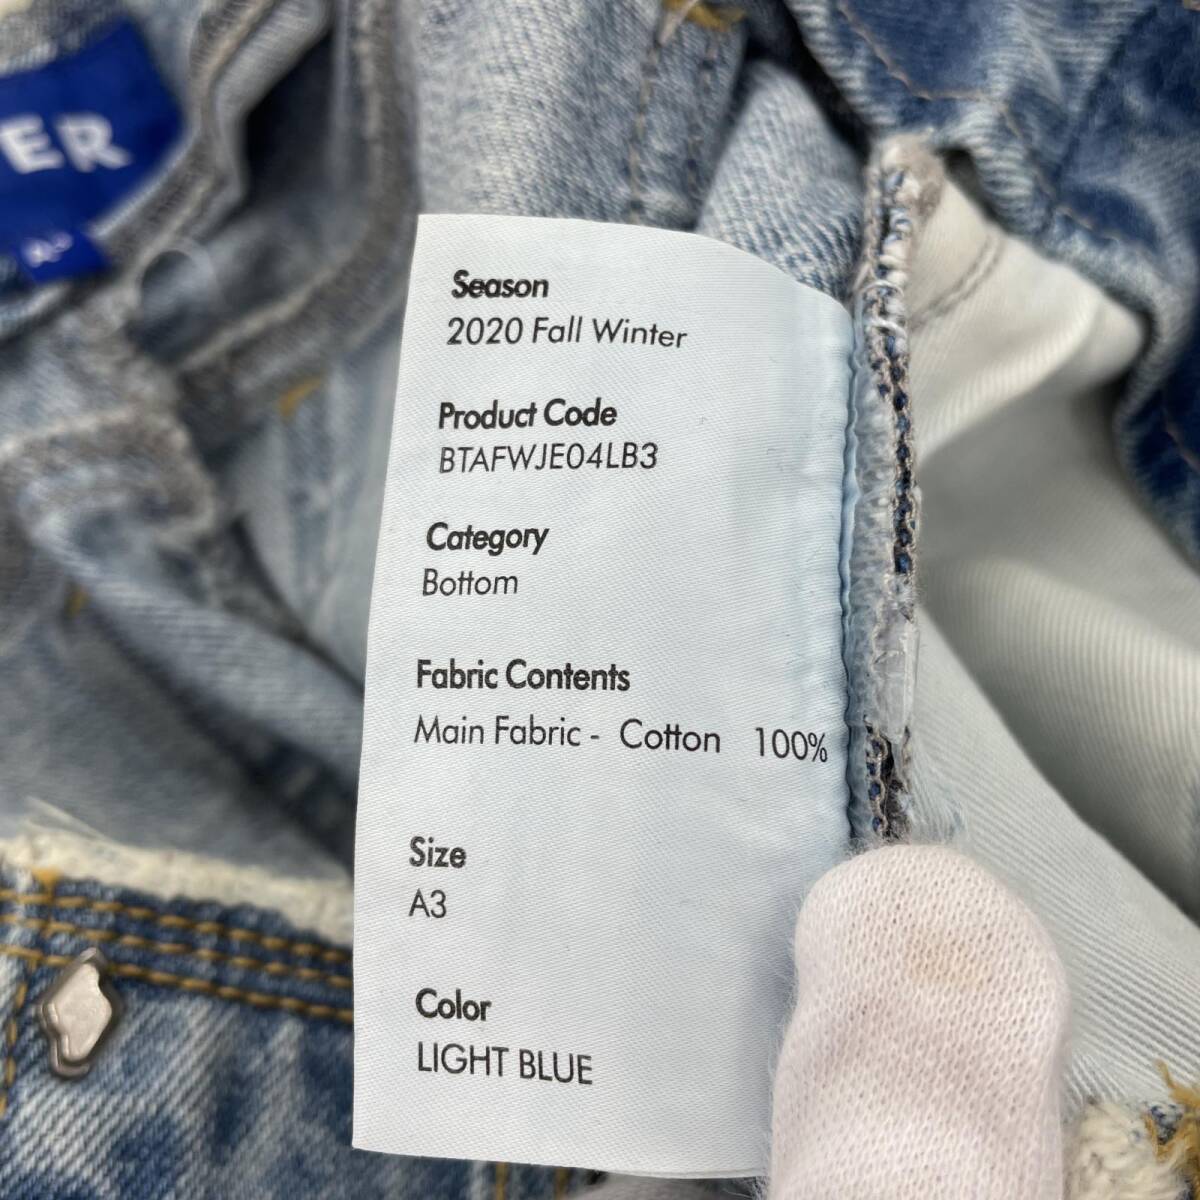 ER
Season
2020 Fall Winter
Product Code
BTAFWJE04LB3
Category
Bottom
Fabric Contents
Main Fabric - Cotton 100%
Size
A3
Color
LIGHT BLUE